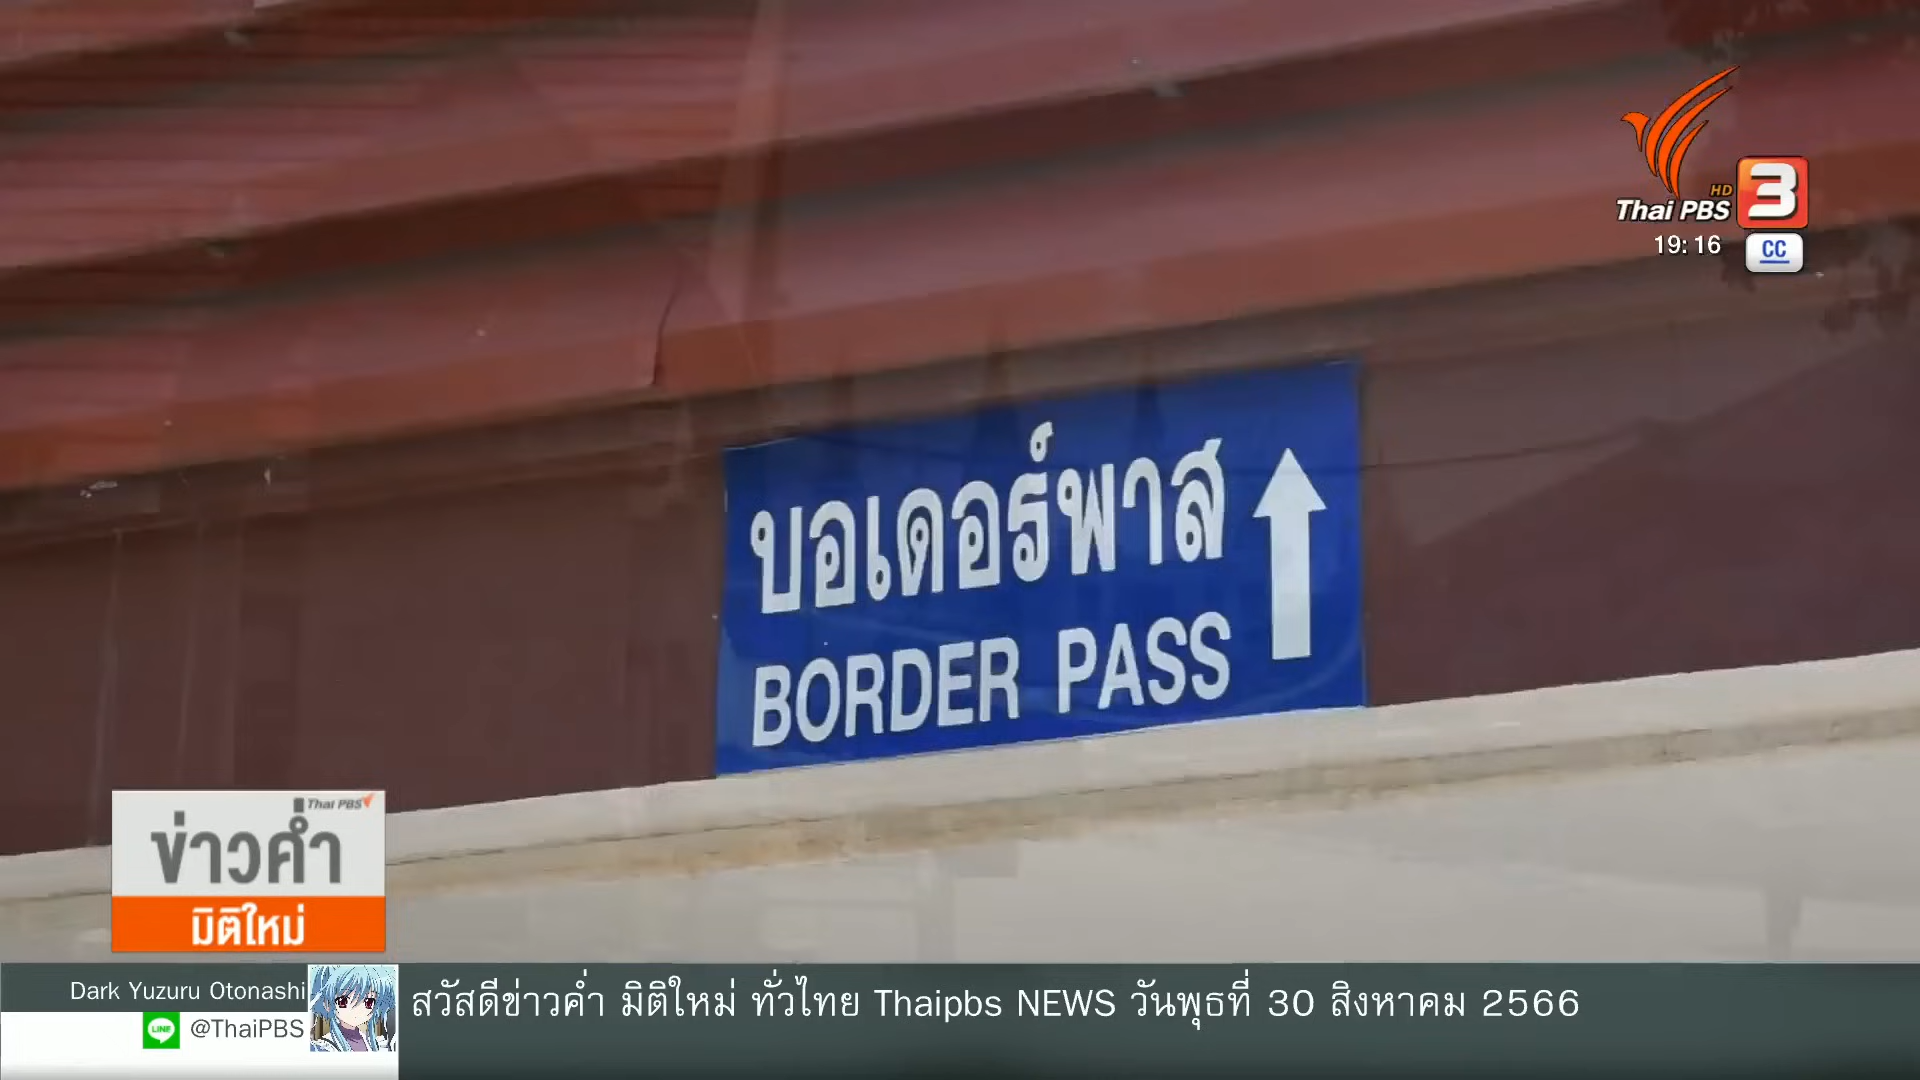 Thai PBS HD 3
19:16 CC
บอเดอร์พาส
BORDER PASS
Thai PBS
ข่าวค่ำ
มิติใหม่
Dark Yuzuru Otonashi
LINE @ThaiPBS
สวัสดีข่าวค่ำ มิติใหม่ ทั่วไทย Thaipbs NEWS วันพุธที่ 30 สิงหาคม 2566